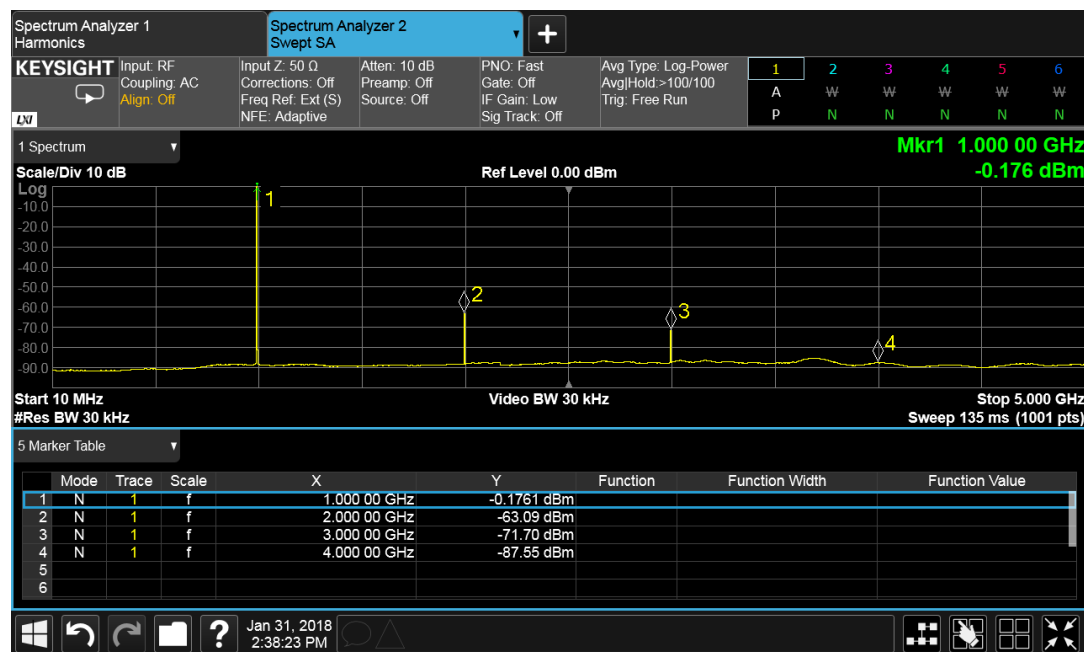 Spectrum Analyzer 1
Harmonics
Spectrum Analyzer 2
Swept SA
KEYSIGHT
LXI
Input: RF
Coupling: AC
Align: Off
Input Z: 50 Ω
Corrections: Off
Freq Ref: Ext (S)
NFE: Adaptive
Atten: 10 dB
Preamp: Off
Source: Off
PNO: Fast
Gate: Off
IF Gain: Low
Sig Track: Off
Avg Type: Log-Power
Avg|Hold:>100/100
Trig: Free Run
1 2 3 4 5 6
A W W W W W
P N N N N N
1 Spectrum
Mkr1 1.000 00 GHz
-0.176 dBm
Scale/Div 10 dB
Ref Level 0.00 dBm
Log
-10.0
-20.0
-30.0
-40.0
-50.0
-60.0
-70.0
-80.0
-90.0
1
2
3
4
Start 10 MHz
Video BW 30 kHz
Stop 5.000 GHz
#Res BW 30 kHz
Sweep 135 ms (1001 pts)
5 Marker Table
Mode Trace Scale X Y Function Function Width Function Value
1 N 1 f 1.000 00 GHz -0.1761 dBm
2 N 1 f 2.000 00 GHz -63.09 dBm
3 N 1 f 3.000 00 GHz -71.70 dBm
4 N 1 f 4.000 00 GHz -87.55 dBm
5
6
?
Jan 31, 2018
2:38:23 PM